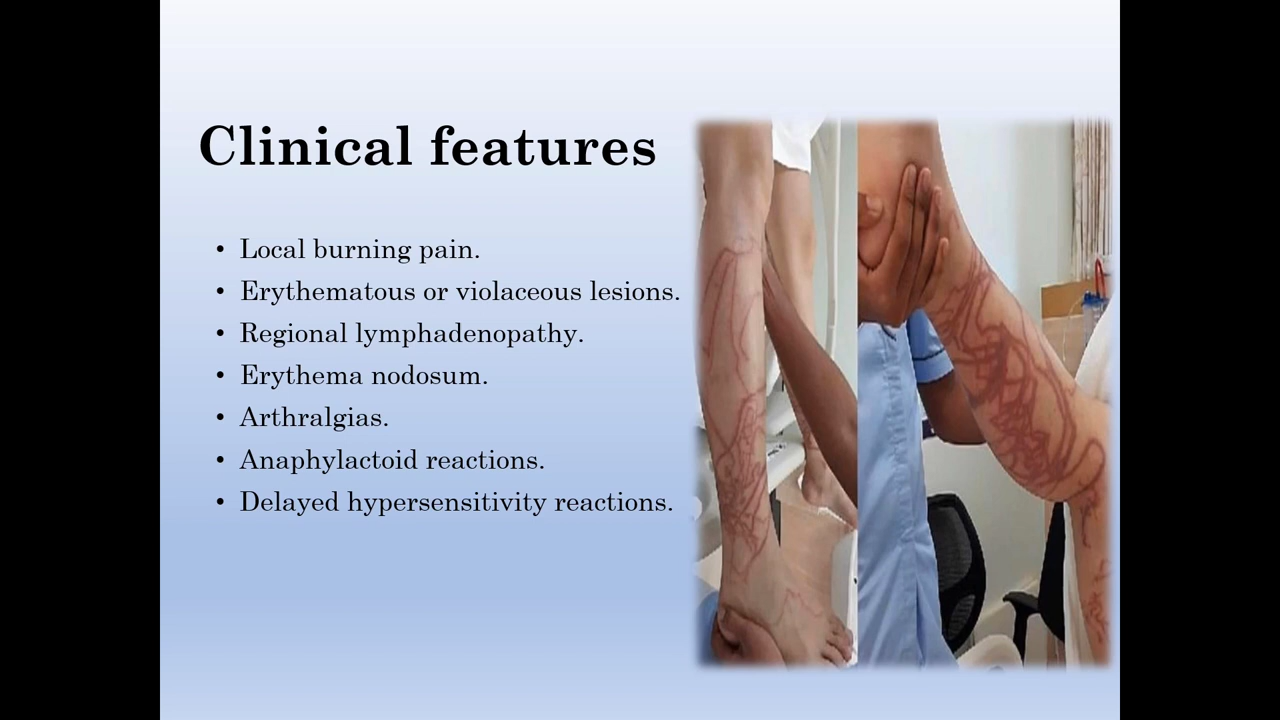 Clinical features
• Local burning pain.
• Erythematous or violaceous lesions.
• Regional lymphadenopathy.
• Erythema nodosum.
• Arthralgias.
• Anaphylactoid reactions.
• Delayed hypersensitivity reactions.